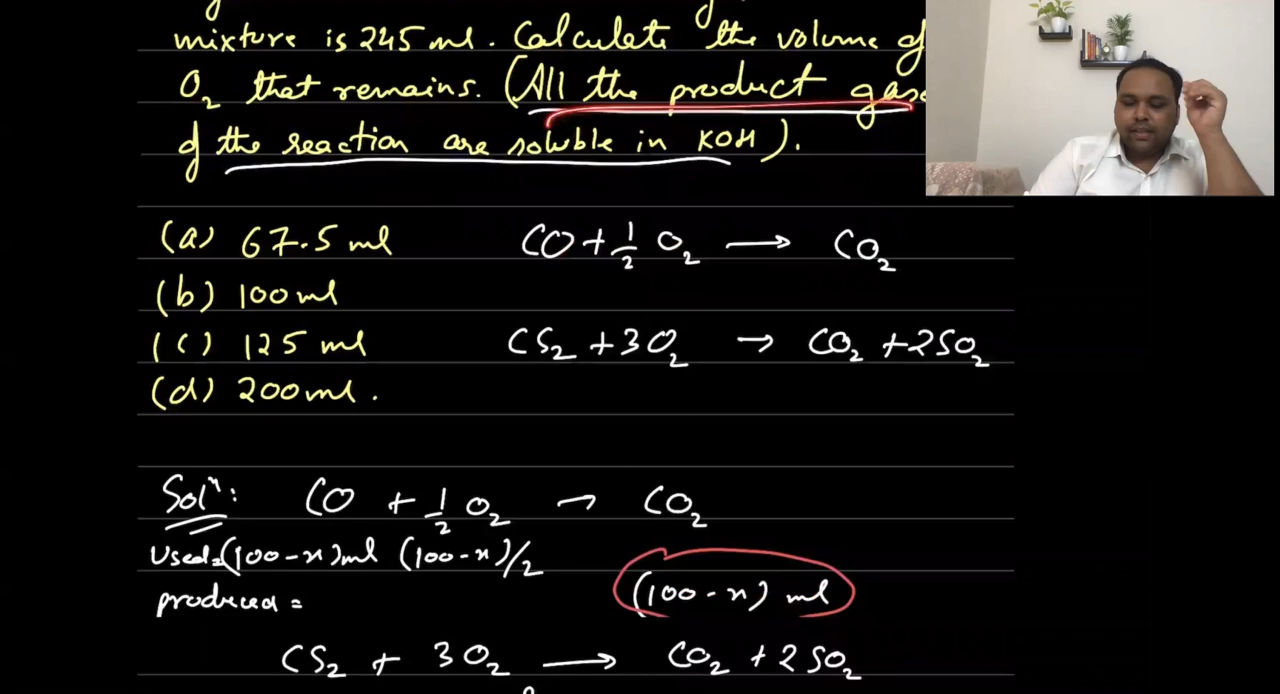 mixture is 245 ml. Calculate the volume of
O₂ that remains. (All the product
of the reaction are soluble in KOH).
(a) 67.5 ml
CO + 1/2 O₂ ⟶ CO₂
(b) 100 ml
(c) 125 ml
CS₂ + 3O₂ → CO₂ + 2SO₂
(d) 200 ml.
Solⁿ: CO + 1/2 O₂ → CO₂
Used = (100-x) ml (100-x)/2
produced = (100-x) ml
CS₂ + 3O₂ ⟶ CO₂ + 2SO₂